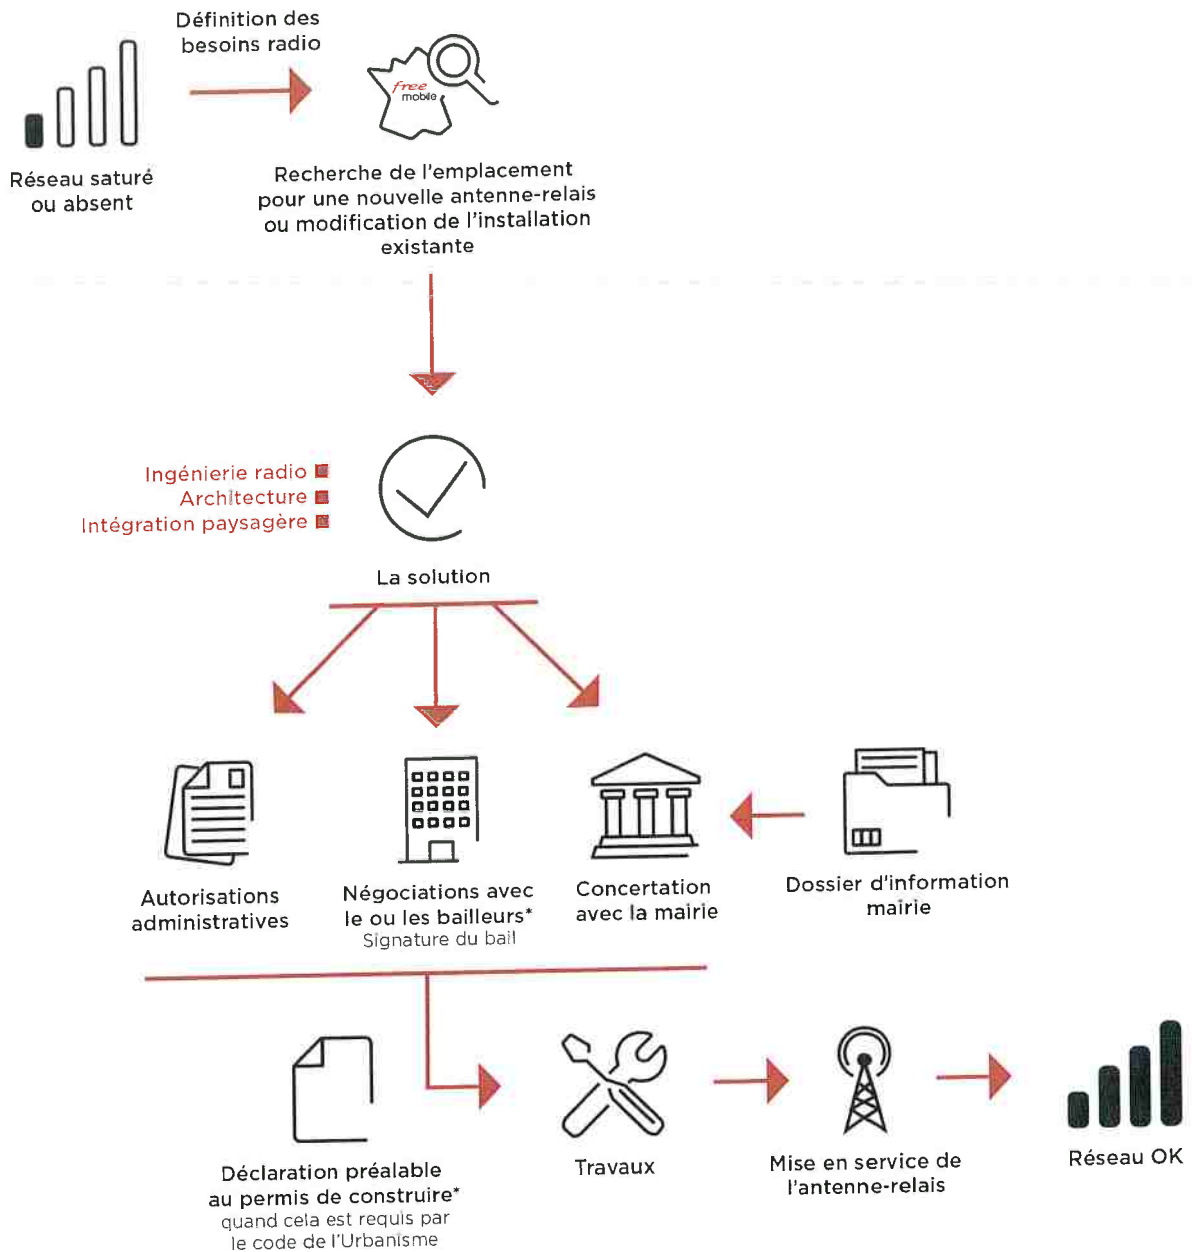 Définition des
besoins radio
free
mobile
Réseau saturé
ou absent
Recherche de l'emplacement
pour une nouvelle antenne-relais
ou modification de l'installation
existante
Ingénierie radio
Architecture
Intégration paysagère
La solution
Autorisations
administratives
Négociations avec
le ou les bailleurs*
Signature du bail
Concertation
avec la mairie
Dossier d'information
mairie
Déclaration préalable
au permis de construire*
quand cela est requis par
le code de l'Urbanisme
Travaux
Mise en service de
l'antenne-relais
Réseau OK